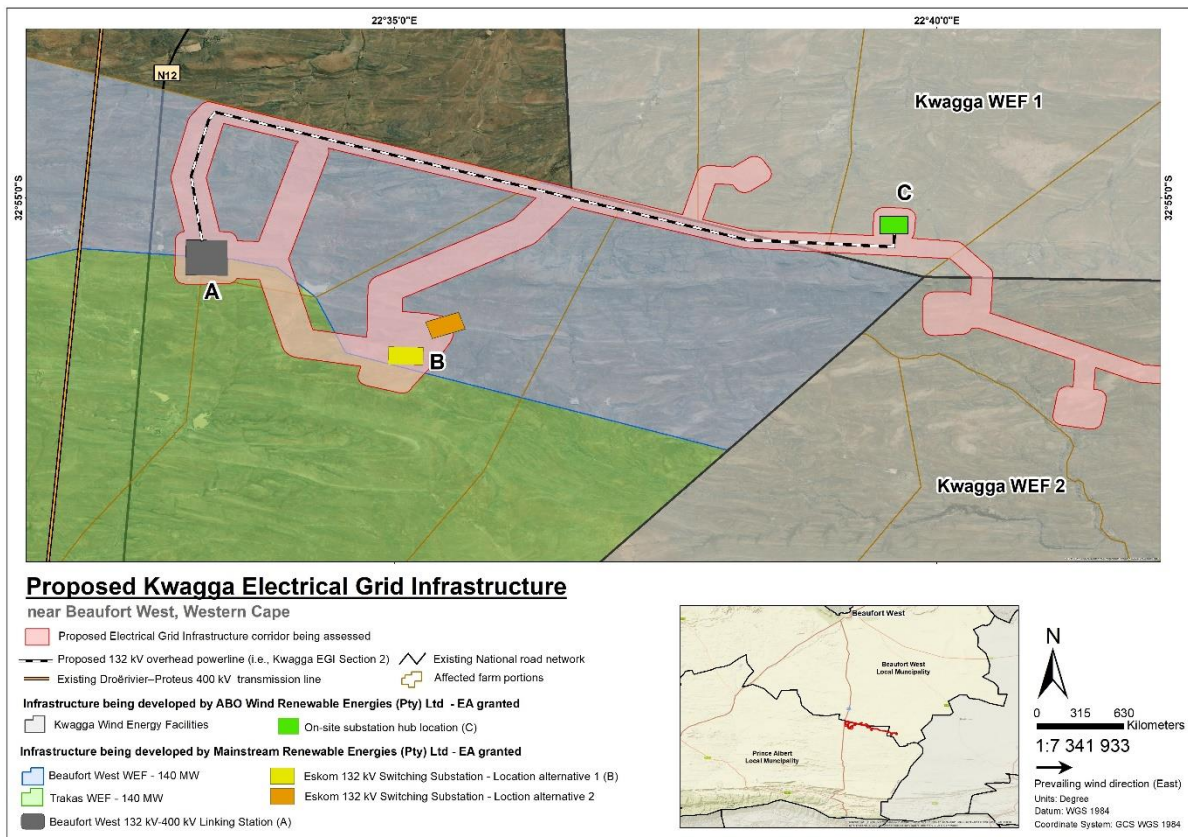 22°35'0"E
22°40'0"E
N12
Kwagga WEF 1
32°55'0"S
32°55'0"S
C
A
B
Kwagga WEF 2
Proposed Kwagga Electrical Grid Infrastructure
near Beaufort West, Western Cape
Proposed Electrical Grid Infrastructure corridor being assessed
Proposed 132 kV overhead powerline (i.e., Kwagga EGI Section 2)
Existing National road network
Existing Droërivier–Proteus 400 kV transmission line
Affected farm portions
Infrastructure being developed by ABO Wind Renewable Energies (Pty) Ltd - EA granted
Kwagga Wind Energy Facilities
On-site substation hub location (C)
Infrastructure being developed by Mainstream Renewable Energies (Pty) Ltd - EA granted
Beaufort West WEF - 140 MW
Eskom 132 kV Switching Substation - Location alternative 1 (B)
Trakas WEF - 140 MW
Eskom 132 kV Switching Substation - Loction alternative 2
Beaufort West 132 kV-400 kV Linking Station (A)
Beaufort West
Beaufort West
Local Municipality
Prince Albert
Local Mumicipality
N
0 315 630
Kilometers
1:7 341 933
Prevailing wind direction (East)
Units: Degree
Datum: WGS 1984
Coordinate System: GCS WGS 1984